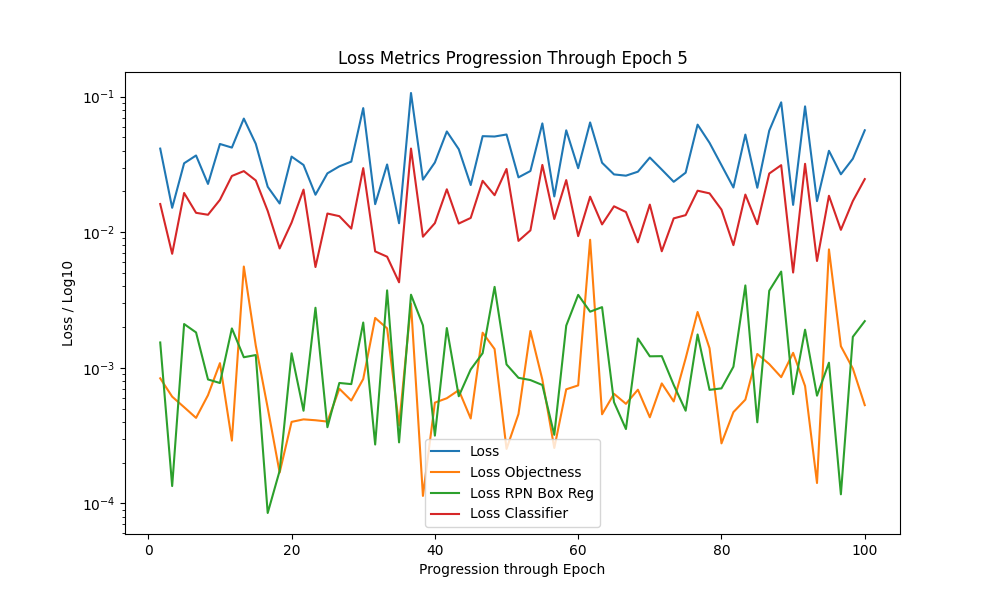 Loss Metrics Progression Through Epoch 5
Loss / Log10
10⁻¹
10⁻²
10⁻³
10⁻⁴
Loss
Loss Objectness
Loss RPN Box Reg
Loss Classifier
0 20 40 60 80 100
Progression through Epoch